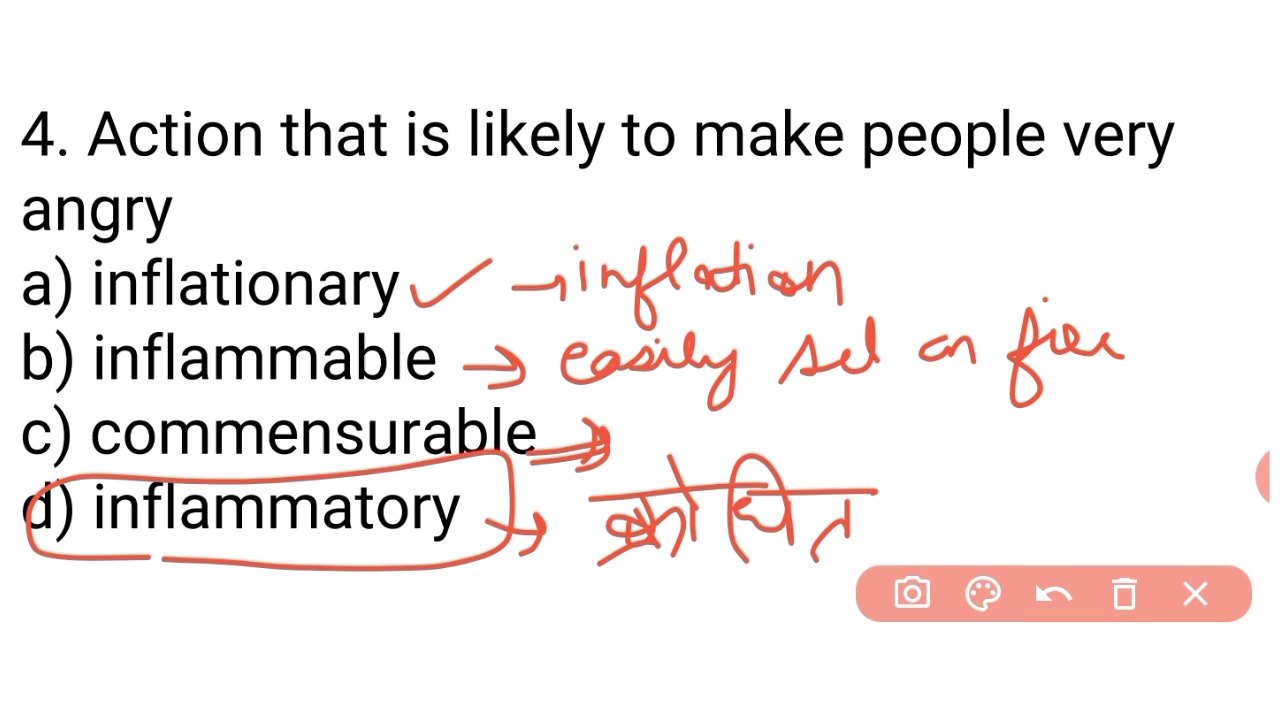 4. Action that is likely to make people very
angry
a) inflationary → inflation
b) inflammable → easily set on fire
c) commensurable ⇒
d) inflammatory → क्रोधित